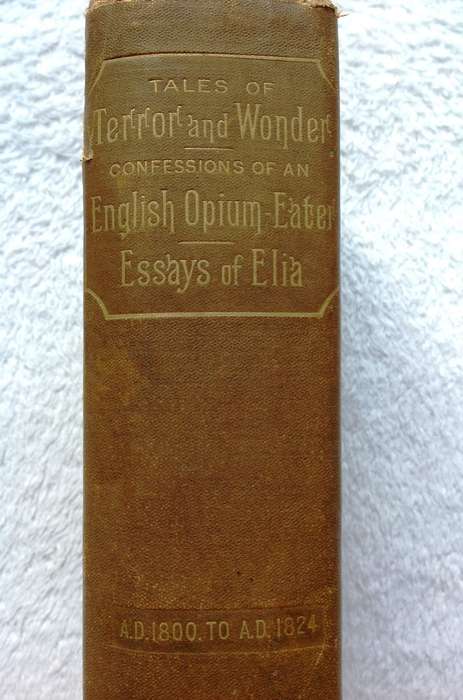 TALES OF
Terror and Wonder
CONFESSIONS OF AN
English Opium-Eater
Essays of Elia
A.D. 1800. TO A.D. 1824